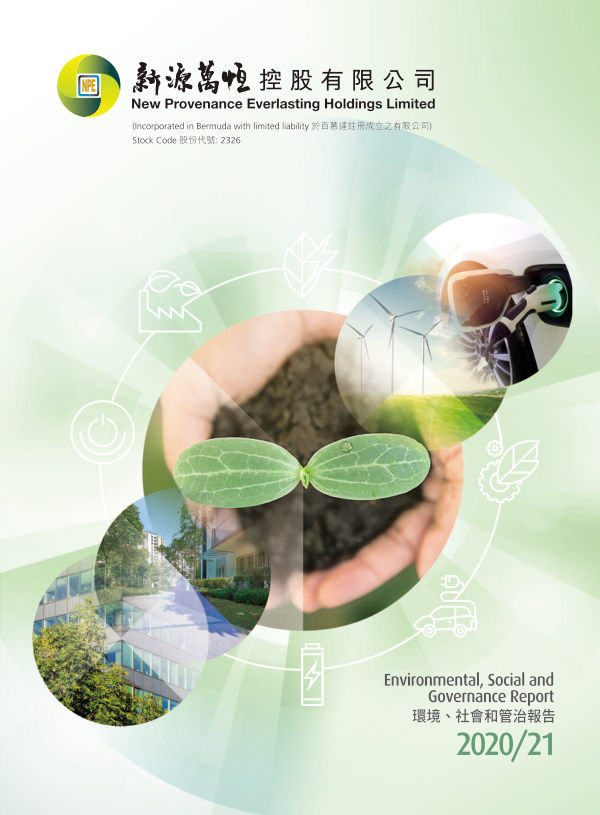 NPE
新源萬恒控股有限公司
New Provenance Everlasting Holdings Limited
(Incorporated in Bermuda with limited liability 於百慕達註冊成立之有限公司)
Stock Code 股份代號: 2326
Environmental, Social and
Governance Report
環境、社會和管治報告
2020/21